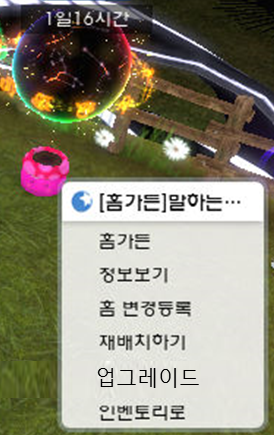 1일16시간
[홈가든]말하는…
홈가든
정보보기
홈 변경등록
재배치하기
업그레이드
인벤토리로